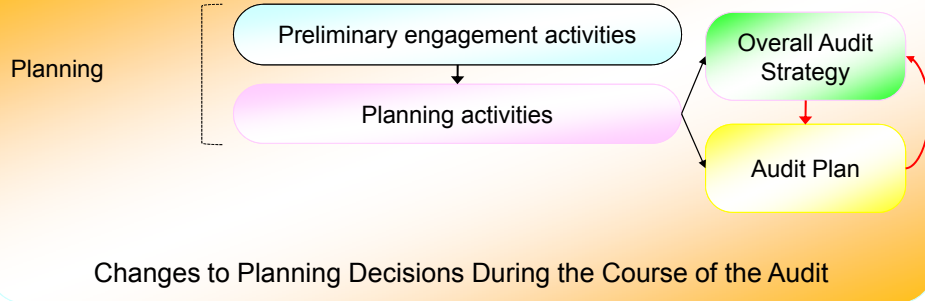 Preliminary engagement activities
Planning
Planning activities
Overall Audit
Strategy
Audit Plan
Changes to Planning Decisions During the Course of the Audit